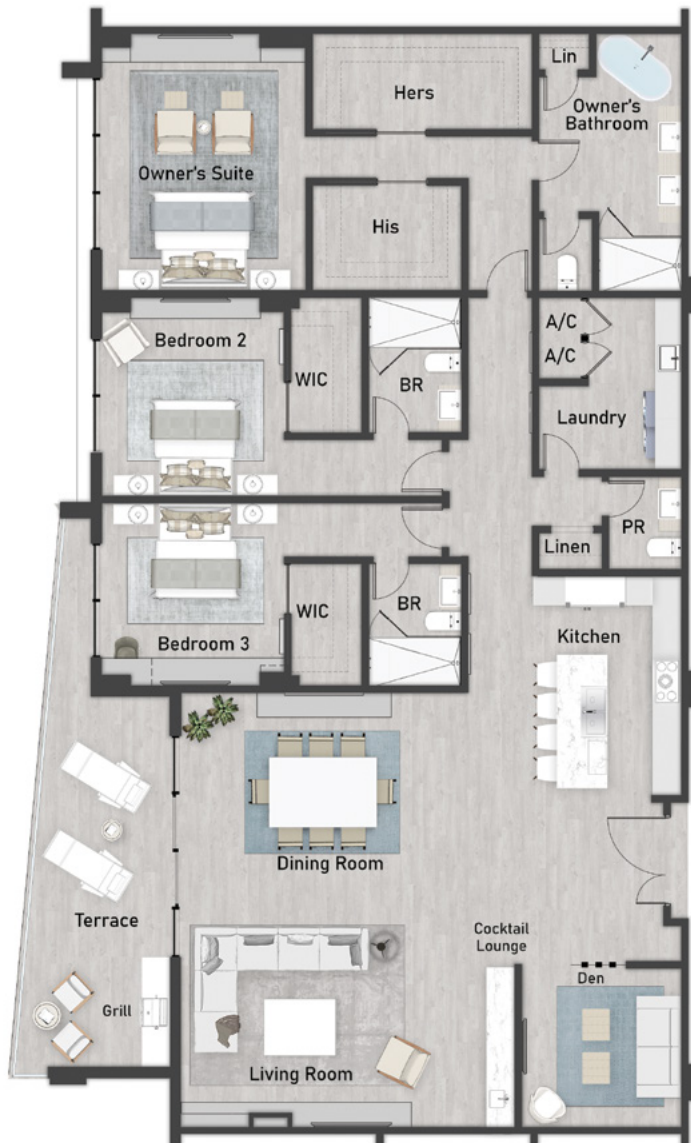 Lin
Hers
Owner's
Bathroom
Owner's Suite
His
A/C
Bedroom 2
A/C
WIC
BR
Laundry
PR
Linen
WIC
BR
Kitchen
Bedroom 3
Dining Room
Terrace
Cocktail
Lounge
Den
Grill
Living Room